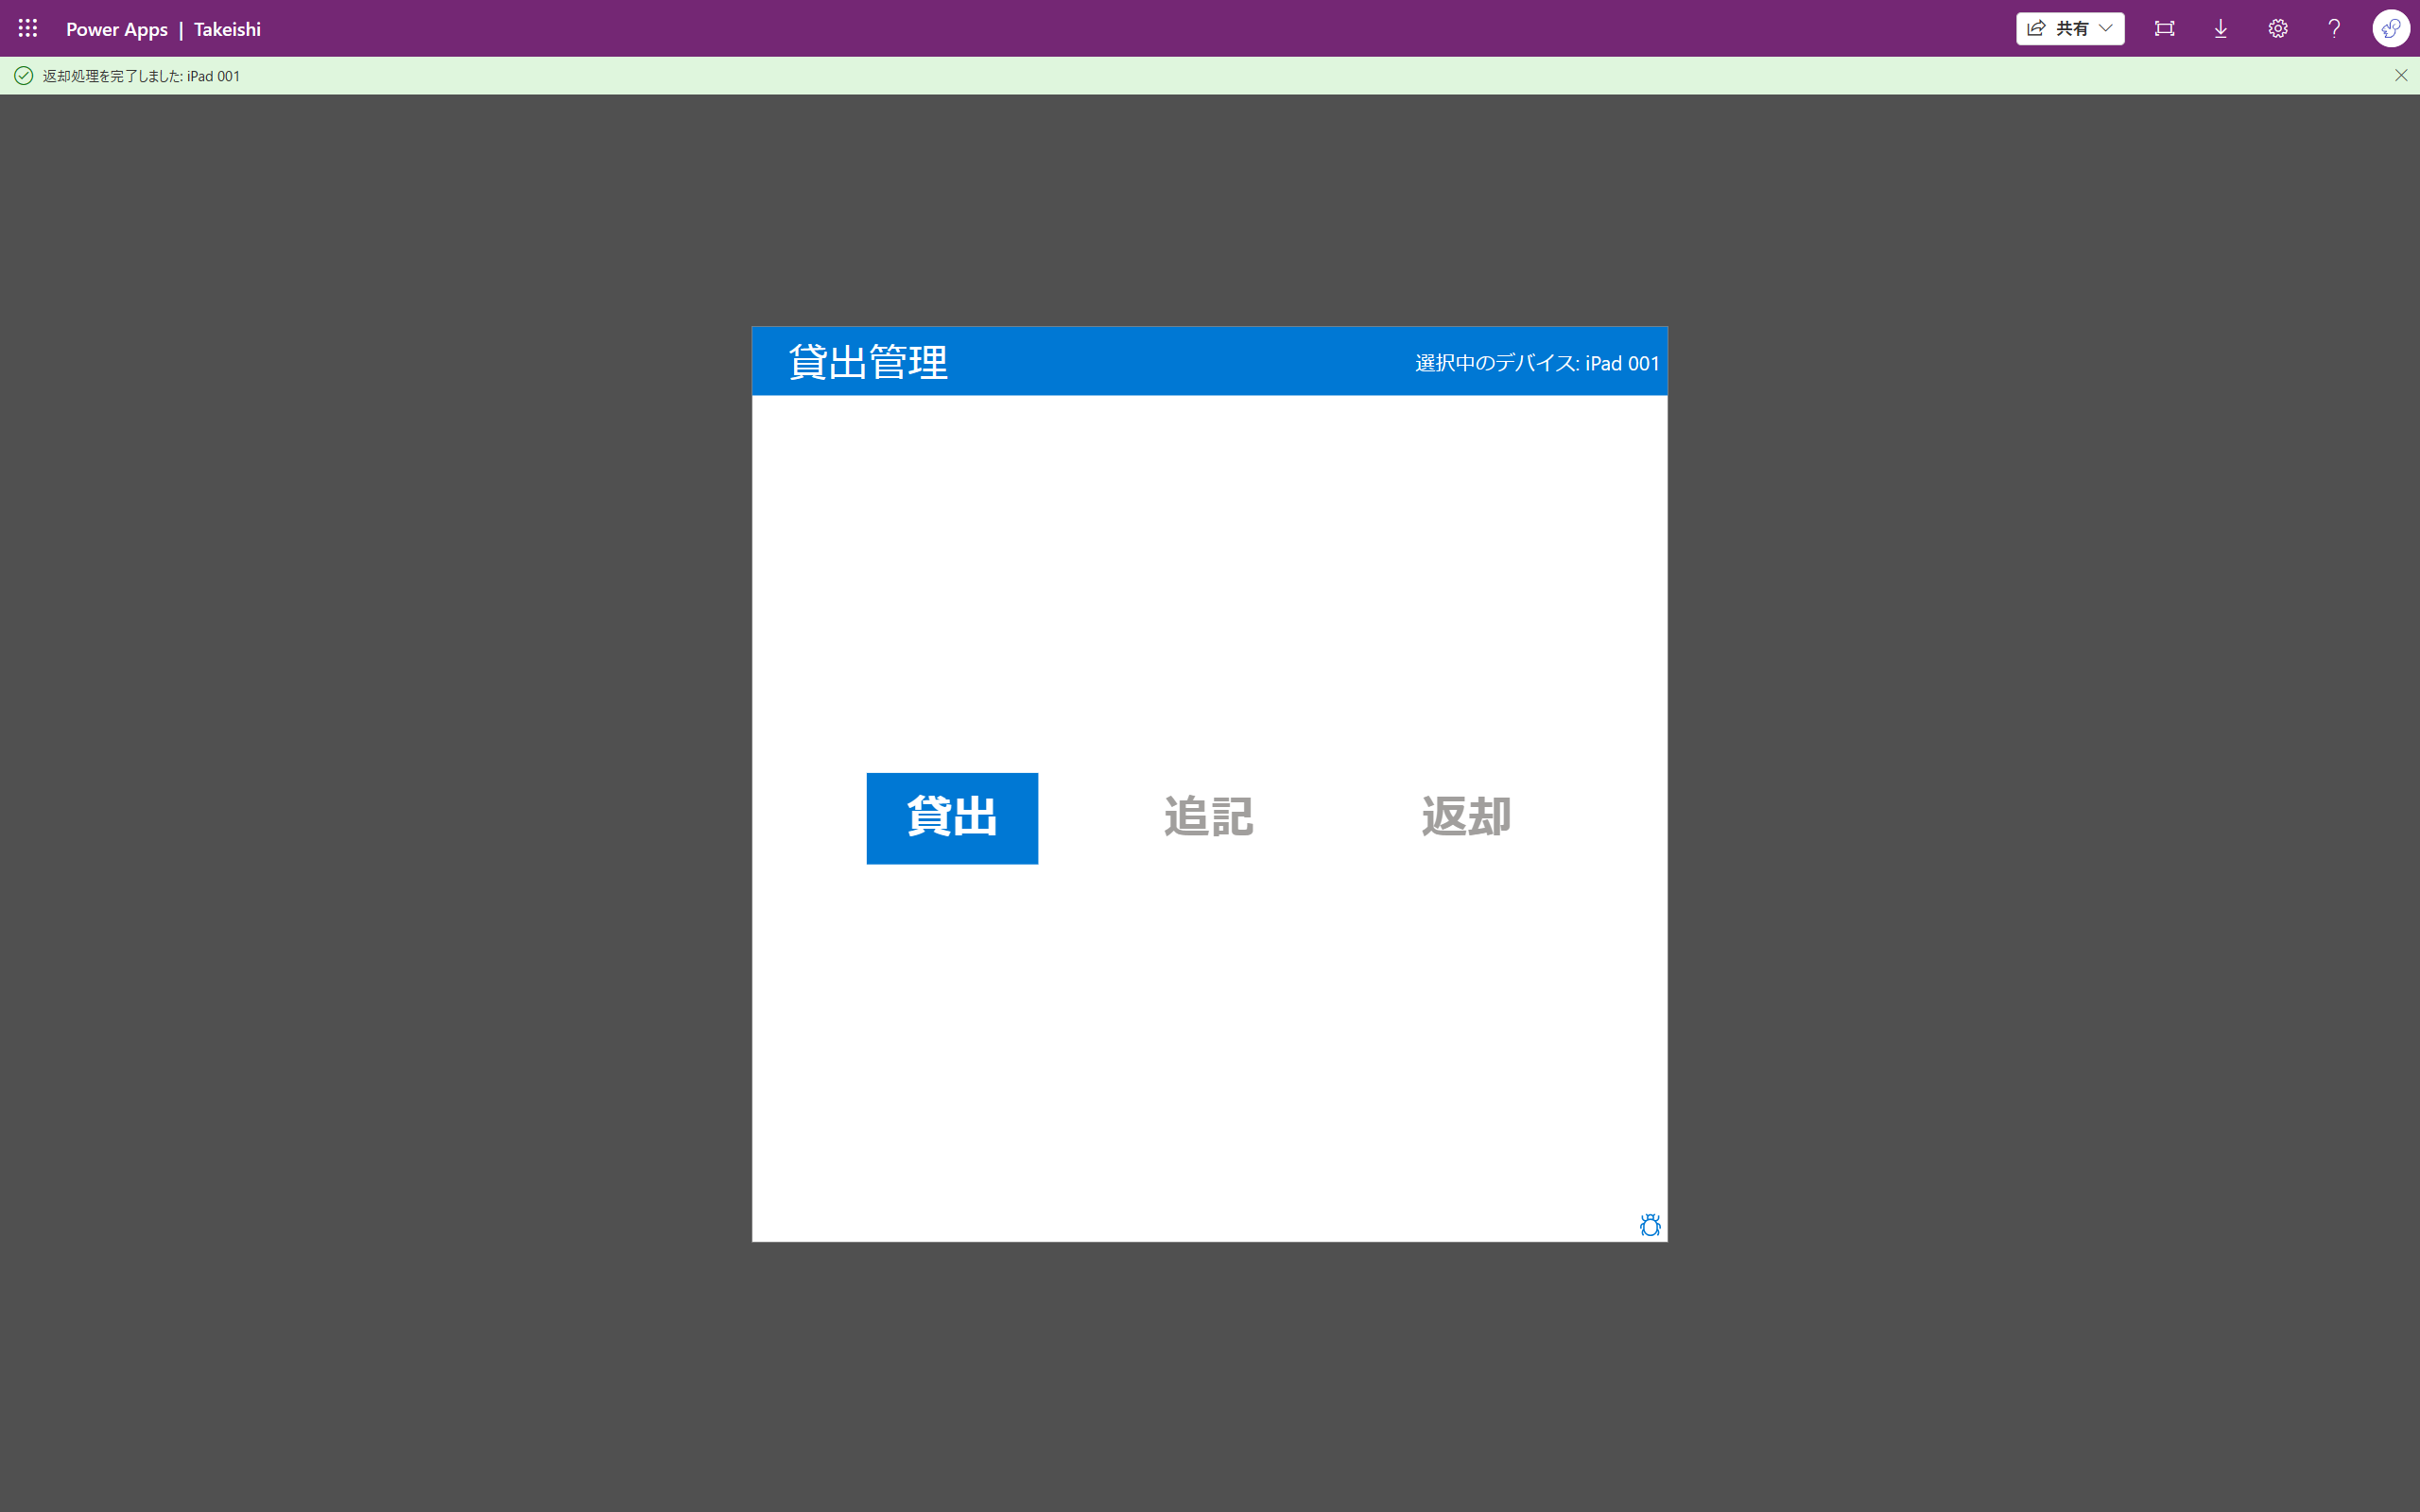 Power Apps | Takeishi
共有
返却処理を完了しました: iPad 001
貸出管理
選択中のデバイス: iPad 001
貸出
追記
返却